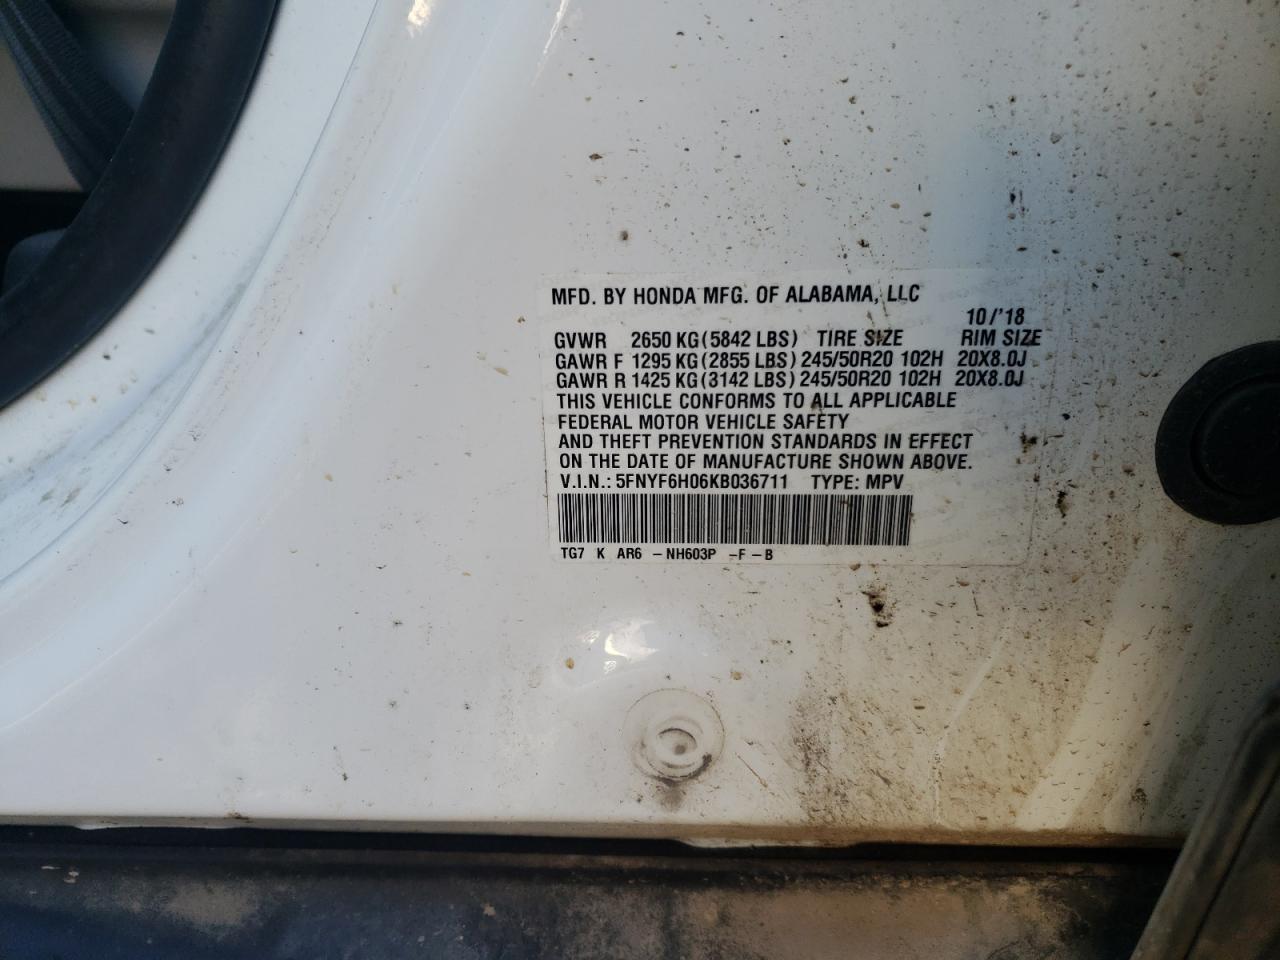 MFD. BY HONDA MFG. OF ALABAMA, LLC
10/'18
GVWR 2650 KG(5842 LBS) TIRE SIZE RIM SIZE
GAWR F 1295 KG(2855 LBS) 245/50R20 102H 20X8.0J
GAWR R 1425 KG(3142 LBS) 245/50R20 102H 20X8.0J
THIS VEHICLE CONFORMS TO ALL APPLICABLE
FEDERAL MOTOR VEHICLE SAFETY
AND THEFT PREVENTION STANDARDS IN EFFECT
ON THE DATE OF MANUFACTURE SHOWN ABOVE.
V.I.N.: 5FNYF6H06KB036711 TYPE: MPV
TG7 K AR6 -NH603P -F-B